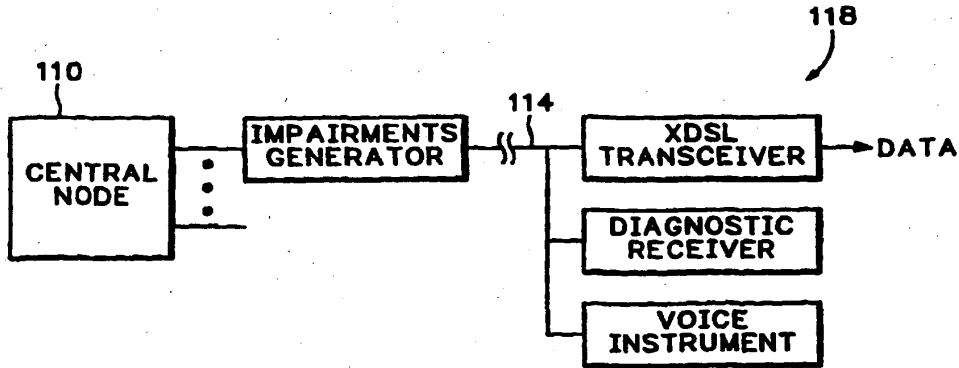 118
110
114
CENTRAL
NODE
IMPAIRMENTS
GENERATOR
XDSL
TRANSCEIVER
DATA
DIAGNOSTIC
RECEIVER
VOICE
INSTRUMENT